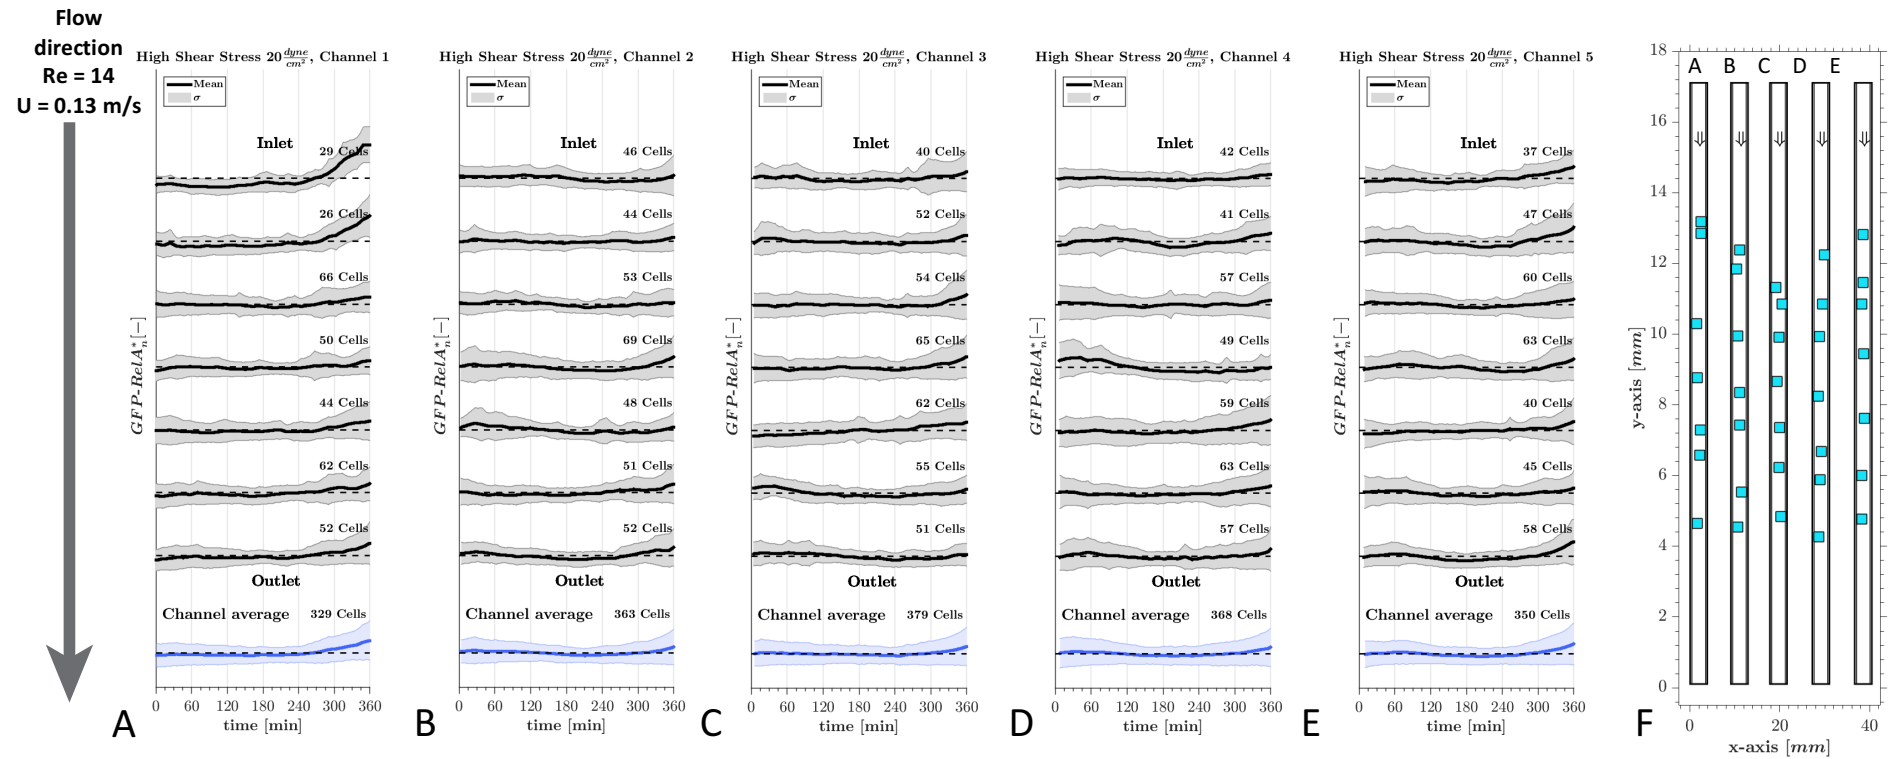 Flow
direction
Re = 14
U = 0.13 m/s
High Shear Stress 20 dyne/cm², Channel 1
Mean
σ
Inlet
29 Cells
26 Cells
66 Cells
50 Cells
44 Cells
62 Cells
52 Cells
Outlet
Channel average 329 Cells
GFP-RelA*n [−]
0 60 120 180 240 300 360
time [min]
A
High Shear Stress 20 dyne/cm², Channel 2
Mean
σ
Inlet
46 Cells
44 Cells
53 Cells
69 Cells
48 Cells
51 Cells
52 Cells
Outlet
Channel average 363 Cells
GFP-RelA*n [−]
0 60 120 180 240 300 360
time [min]
B
High Shear Stress 20 dyne/cm², Channel 3
Mean
σ
Inlet
40 Cells
52 Cells
54 Cells
65 Cells
62 Cells
55 Cells
51 Cells
Outlet
Channel average 379 Cells
GFP-RelA*n [−]
0 60 120 180 240 300 360
time [min]
C
High Shear Stress 20 dyne/cm², Channel 4
Mean
σ
Inlet
42 Cells
41 Cells
57 Cells
49 Cells
59 Cells
63 Cells
57 Cells
Outlet
Channel average 368 Cells
GFP-RelA*n [−]
0 60 120 180 240 300 360
time [min]
D
High Shear Stress 20 dyne/cm², Channel 5
Mean
σ
Inlet
37 Cells
47 Cells
60 Cells
63 Cells
40 Cells
45 Cells
58 Cells
Outlet
Channel average 350 Cells
GFP-RelA*n [−]
0 60 120 180 240 300 360
time [min]
E
A B C D E
18
16
14
12
10
8
6
4
2
0
y-axis [mm]
0 20 40
x-axis [mm]
F